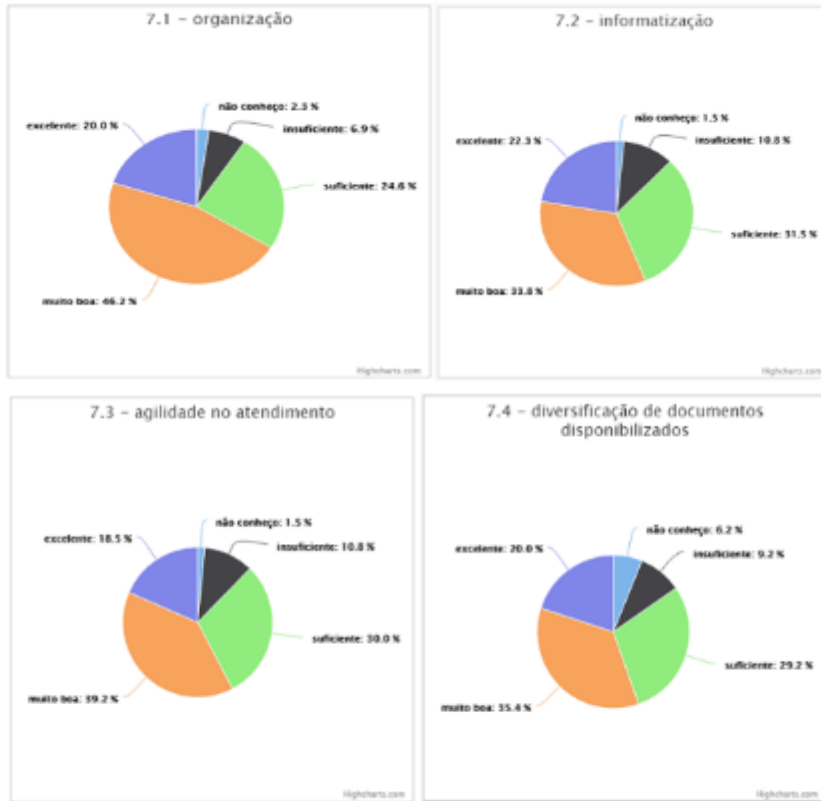 7.1 – organização
não conheço: 2.3 %
excelente: 20.0 %
insuficiente: 6.9 %
suficiente: 24.6 %
muito boa: 46.2 %
Highcharts.com
7.2 – informatização
não conheço: 1.5 %
excelente: 22.3 %
insuficiente: 10.8 %
suficiente: 31.5 %
muito boa: 33.8 %
Highcharts.com
7.3 – agilidade no atendimento
não conheço: 1.5 %
excelente: 18.5 %
insuficiente: 10.8 %
suficiente: 30.0 %
muito boa: 39.2 %
Highcharts.com
7.4 – diversificação de documentos
disponibilizados
não conheço: 6.2 %
excelente: 20.0 %
insuficiente: 9.2 %
suficiente: 29.2 %
muito boa: 35.4 %
Highcharts.com